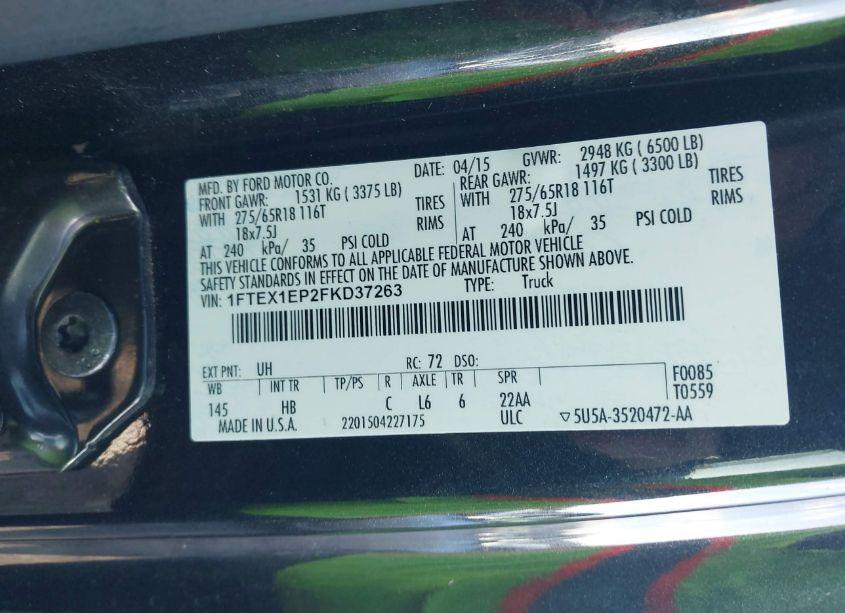 MFD. BY FORD MOTOR CO.
DATE: 04/15 GVWR: 2948 KG ( 6500 LB)
FRONT GAWR: 1531 KG ( 3375 LB)
REAR GAWR: 1497 KG ( 3300 LB)
WITH 275/65R18 116T TIRES
WITH 275/65R18 116T TIRES
18x7.5J RIMS
18x7.5J RIMS
AT 240 kPa/ 35 PSI COLD
AT 240 kPa/ 35 PSI COLD
THIS VEHICLE CONFORMS TO ALL APPLICABLE FEDERAL MOTOR VEHICLE
SAFETY STANDARDS IN EFFECT ON THE DATE OF MANUFACTURE SHOWN ABOVE.
VIN: 1FTEX1EP2FKD37263 TYPE: Truck
EXT PNT: UH RC: 72 DSO:
WB INT TR TP/PS R AXLE TR SPR F0085
145 HB C L6 6 22AA T0559
MADE IN U.S.A. 2201504227175 ULC ▽5U5A-3520472-AA